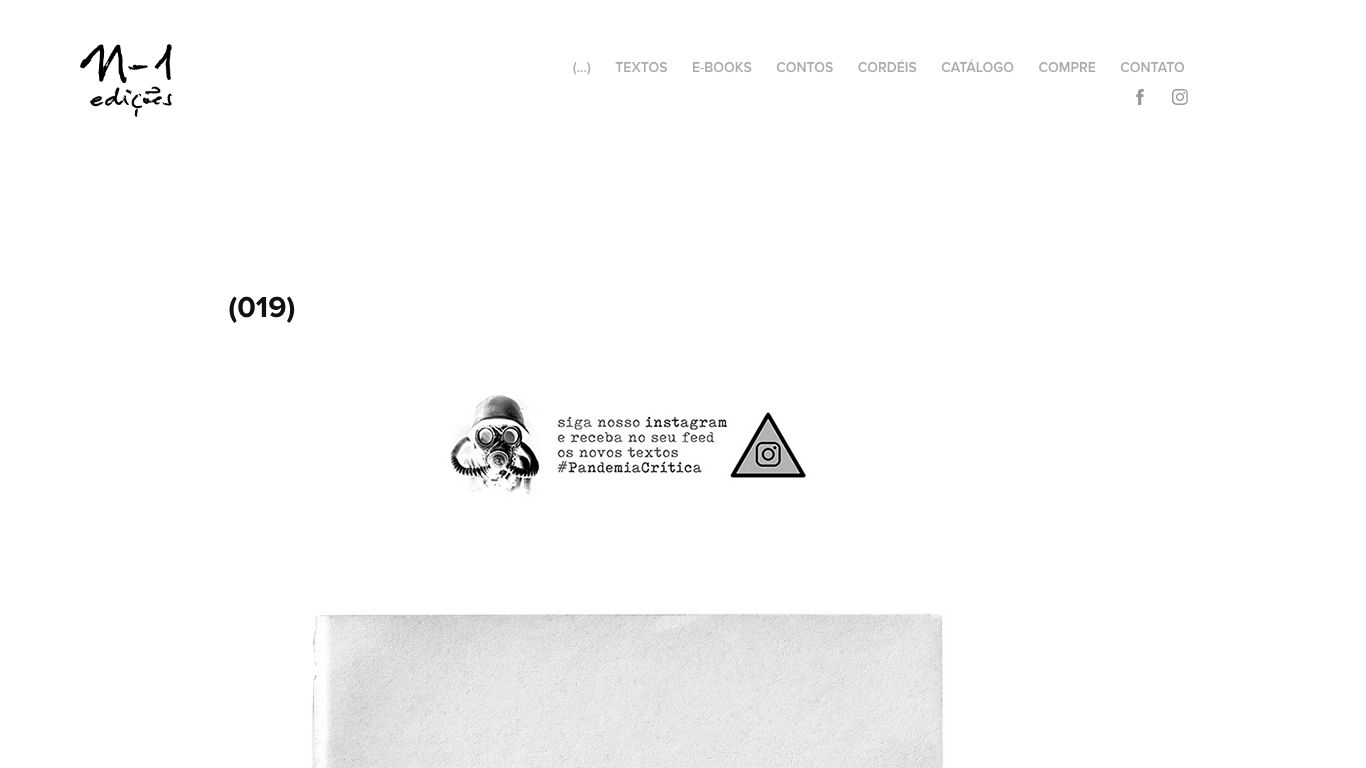 n-1
edições
(...) TEXTOS E-BOOKS CONTOS CORDÉIS CATÁLOGO COMPRE CONTATO
(019)
siga nosso instagram
e receba no seu feed
os novos textos
#PandemiaCrítica